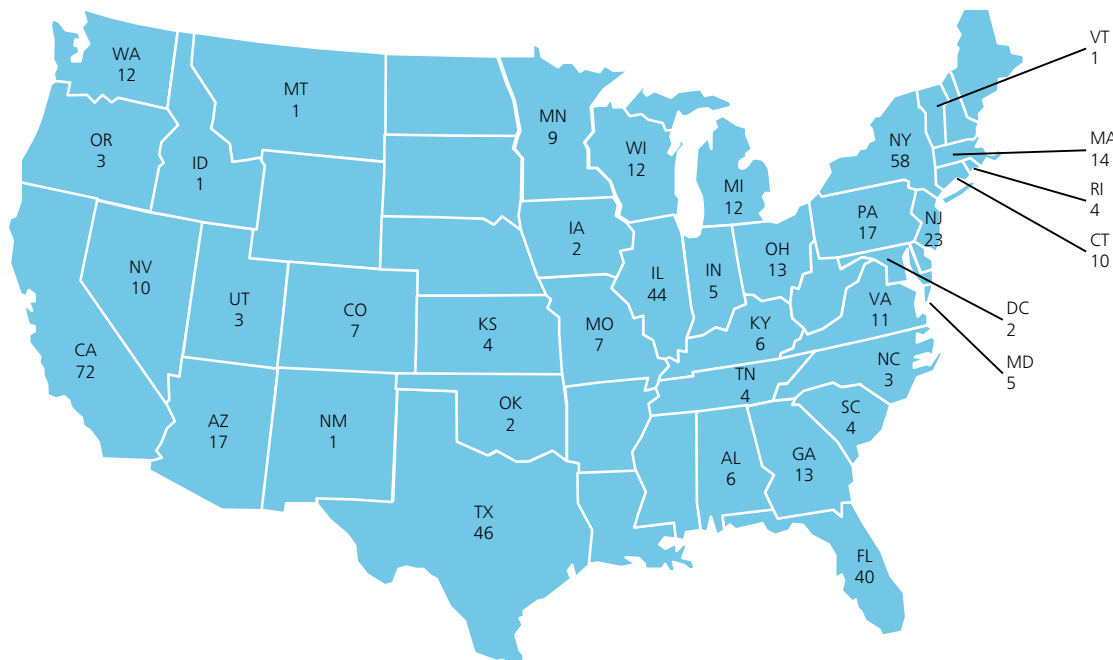 VT
1
WA
12
MT
1
MN
9
OR
3
NY
58
MA
14
WI
12
ID
1
MI
12
RI
4
PA
17
NJ
23
CT
10
IA
2
OH
13
NV
10
IL
44
IN
5
UT
3
CO
7
VA
11
DC
2
KS
4
MO
7
KY
6
CA
72
NC
3
MD
5
TN
4
OK
2
SC
4
AZ
17
NM
1
AL
6
GA
13
TX
46
FL
40